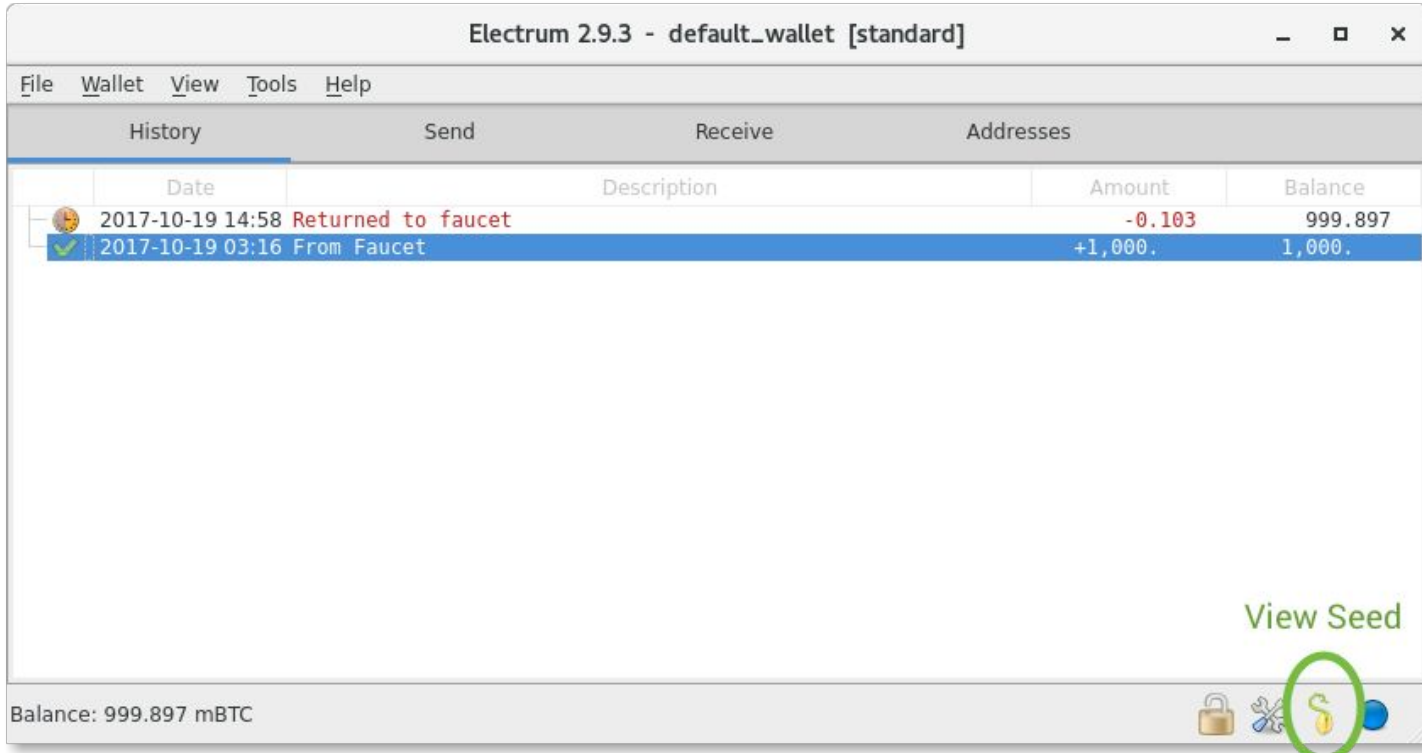 Electrum 2.9.3 - default_wallet [standard]
File Wallet View Tools Help
History Send Receive Addresses
Date Description Amount Balance
2017-10-19 14:58 Returned to faucet -0.103 999.897
2017-10-19 03:16 From Faucet +1,000. 1,000.
View Seed
Balance: 999.897 mBTC